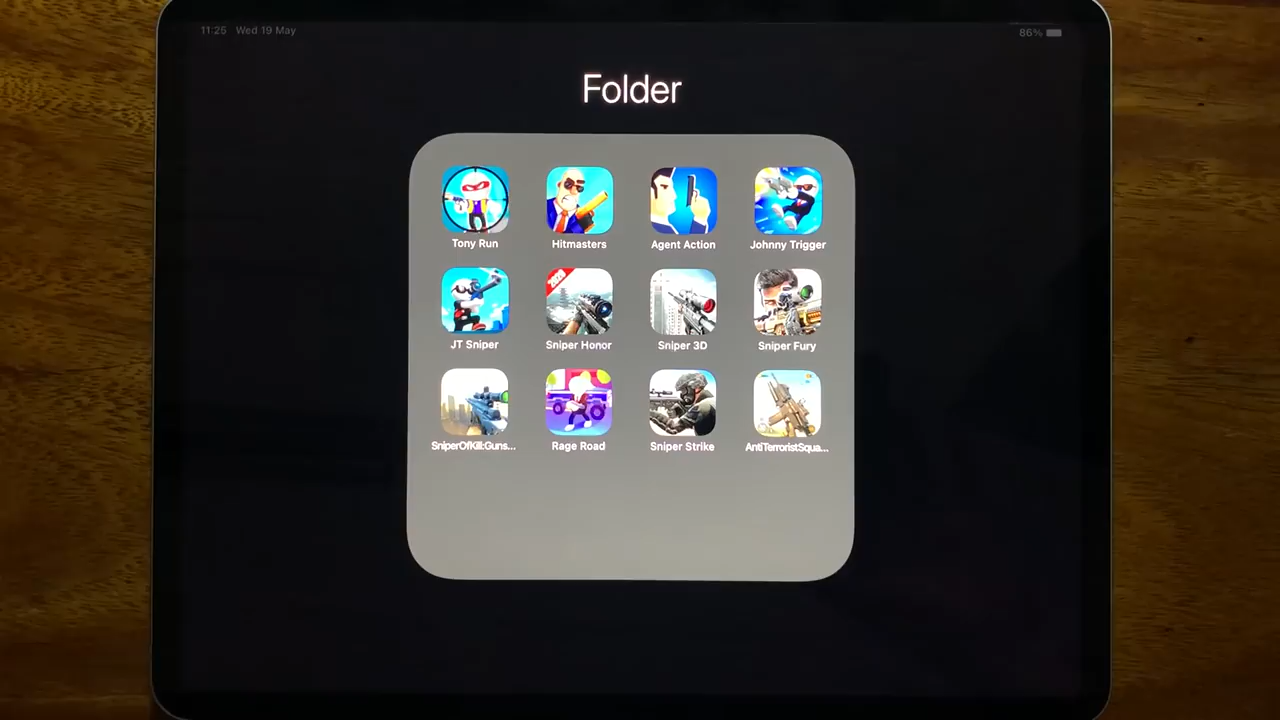 11:25 Wed 19 May
86%
Folder
Tony Run
Hitmasters
Agent Action
Johnny Trigger
JT Sniper
Sniper Honor
Sniper 3D
Sniper Fury
SniperOfKill:Guns...
Rage Road
Sniper Strike
AntiTerroristSqua...